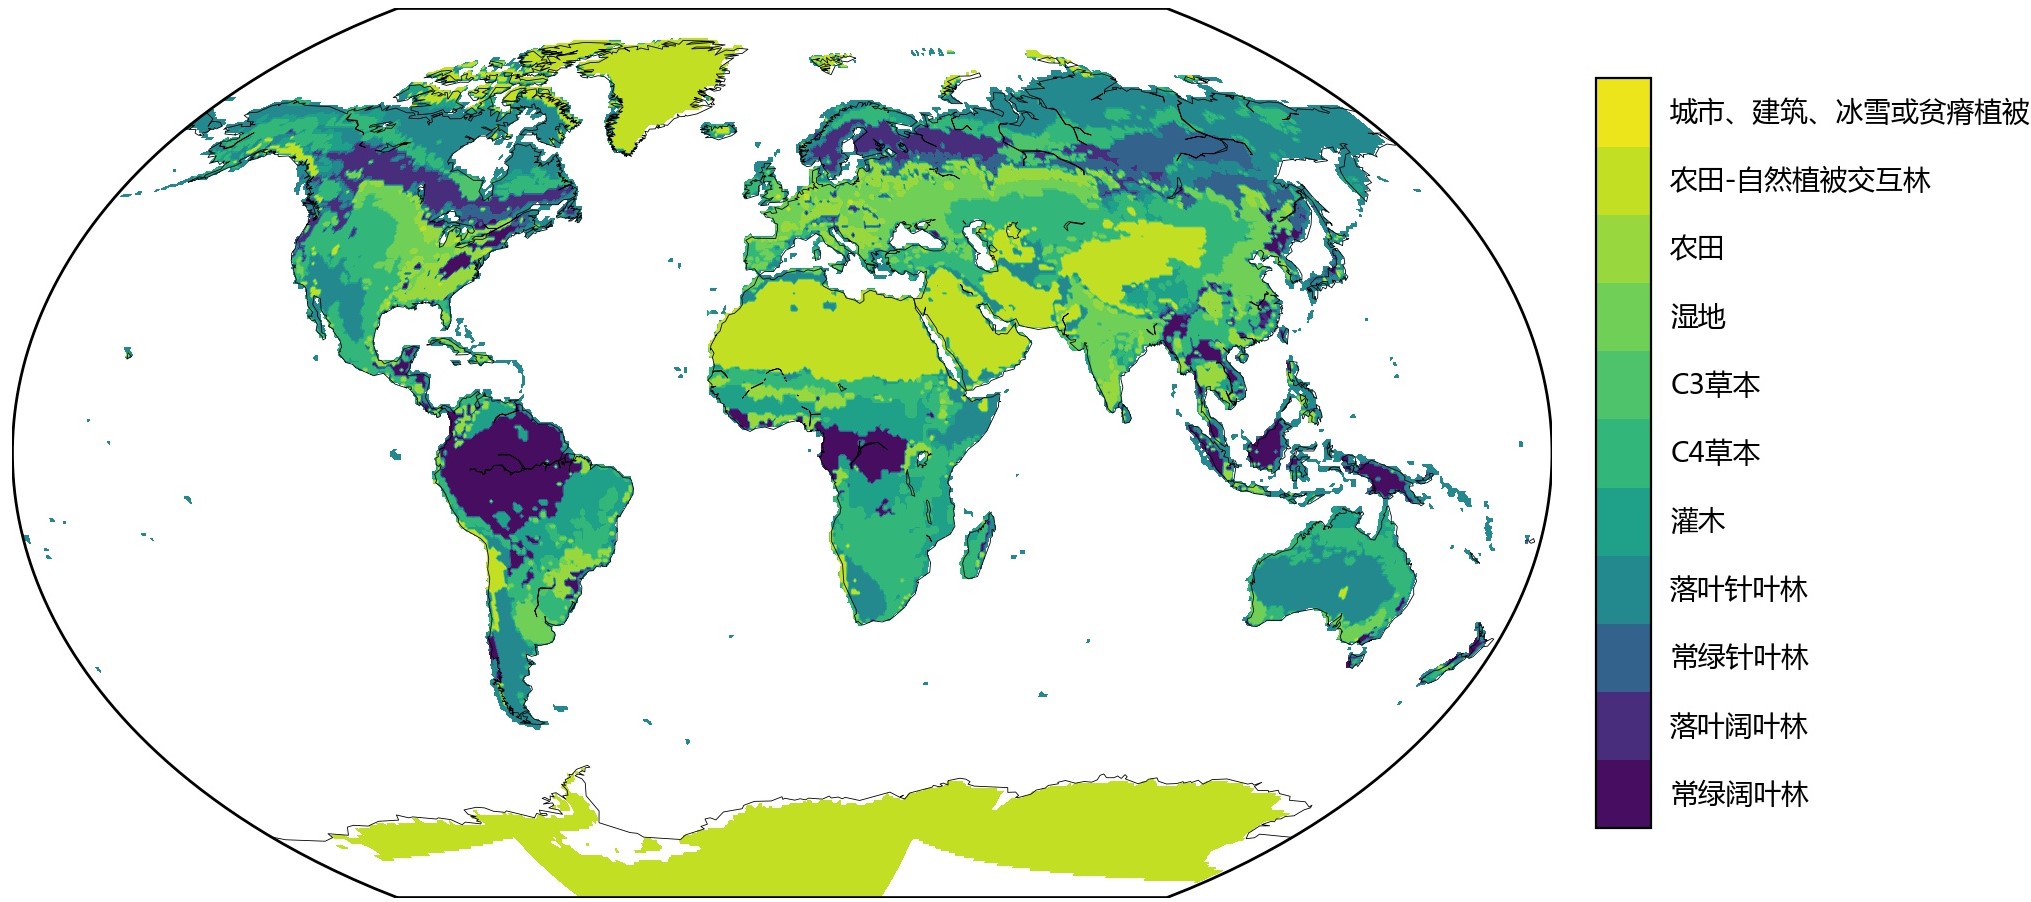 城市、建筑、冰雪或贫瘠植被
农田-自然植被交互林
农田
湿地
C3草本
C4草本
灌木
落叶针叶林
常绿针叶林
落叶阔叶林
常绿阔叶林